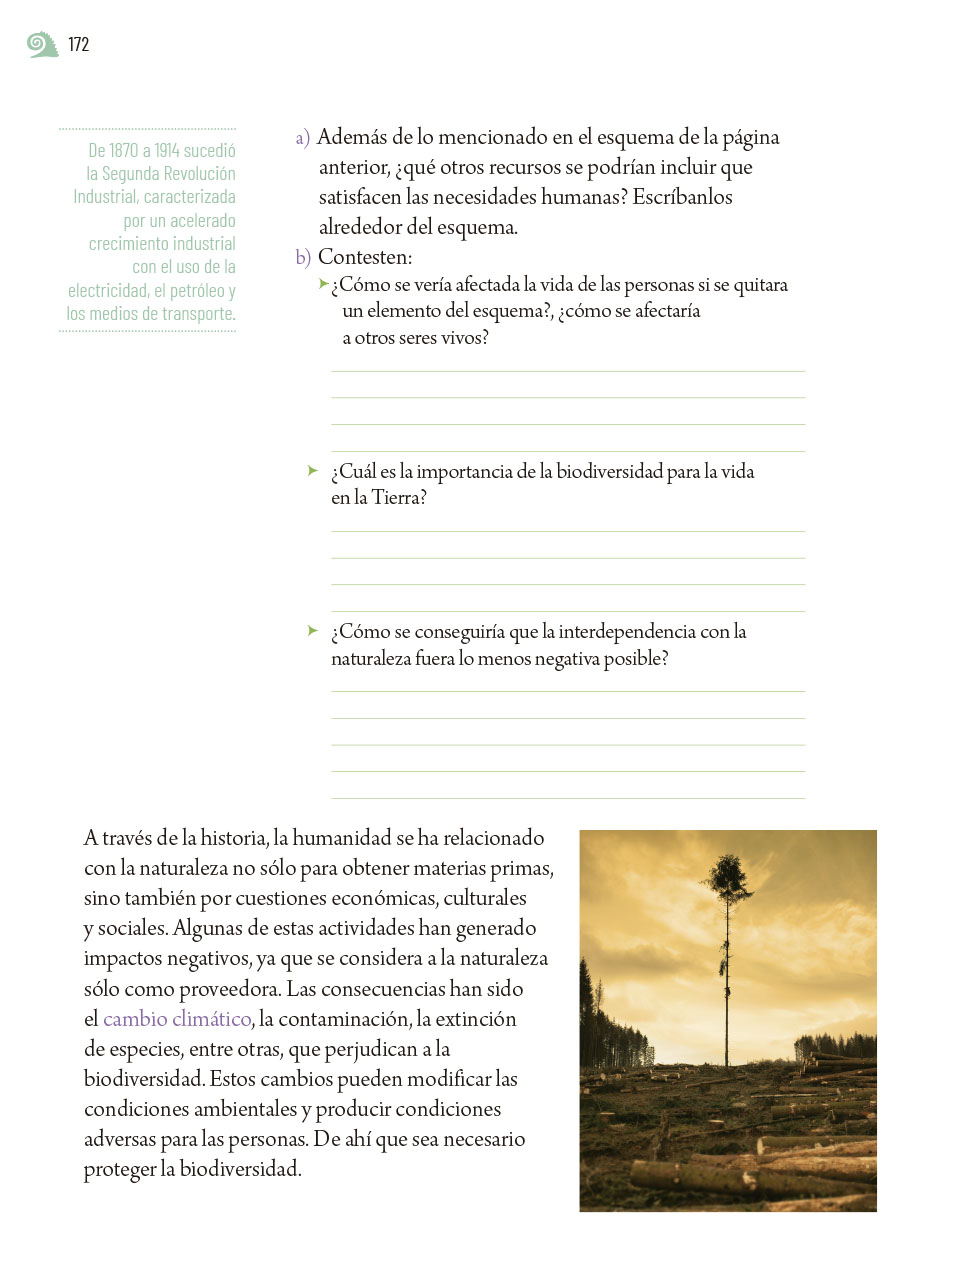 172
De 1870 a 1914 sucedió
la Segunda Revolución
Industrial, caracterizada
por un acelerado
crecimiento industrial
con el uso de la
electricidad, el petróleo y
los medios de transporte.
a) Además de lo mencionado en el esquema de la página
anterior, ¿qué otros recursos se podrían incluir que
satisfacen las necesidades humanas? Escríbanlos
alrededor del esquema.
b) Contesten:
➤ ¿Cómo se vería afectada la vida de las personas si se quitara
un elemento del esquema?, ¿cómo se afectaría
a otros seres vivos?
➤ ¿Cuál es la importancia de la biodiversidad para la vida
en la Tierra?
➤ ¿Cómo se conseguiría que la interdependencia con la
naturaleza fuera lo menos negativa posible?
A través de la historia, la humanidad se ha relacionado
con la naturaleza no sólo para obtener materias primas,
sino también por cuestiones económicas, culturales
y sociales. Algunas de estas actividades han generado
impactos negativos, ya que se considera a la naturaleza
sólo como proveedora. Las consecuencias han sido
el cambio climático, la contaminación, la extinción
de especies, entre otras, que perjudican a la
biodiversidad. Estos cambios pueden modificar las
condiciones ambientales y producir condiciones
adversas para las personas. De ahí que sea necesario
proteger la biodiversidad.